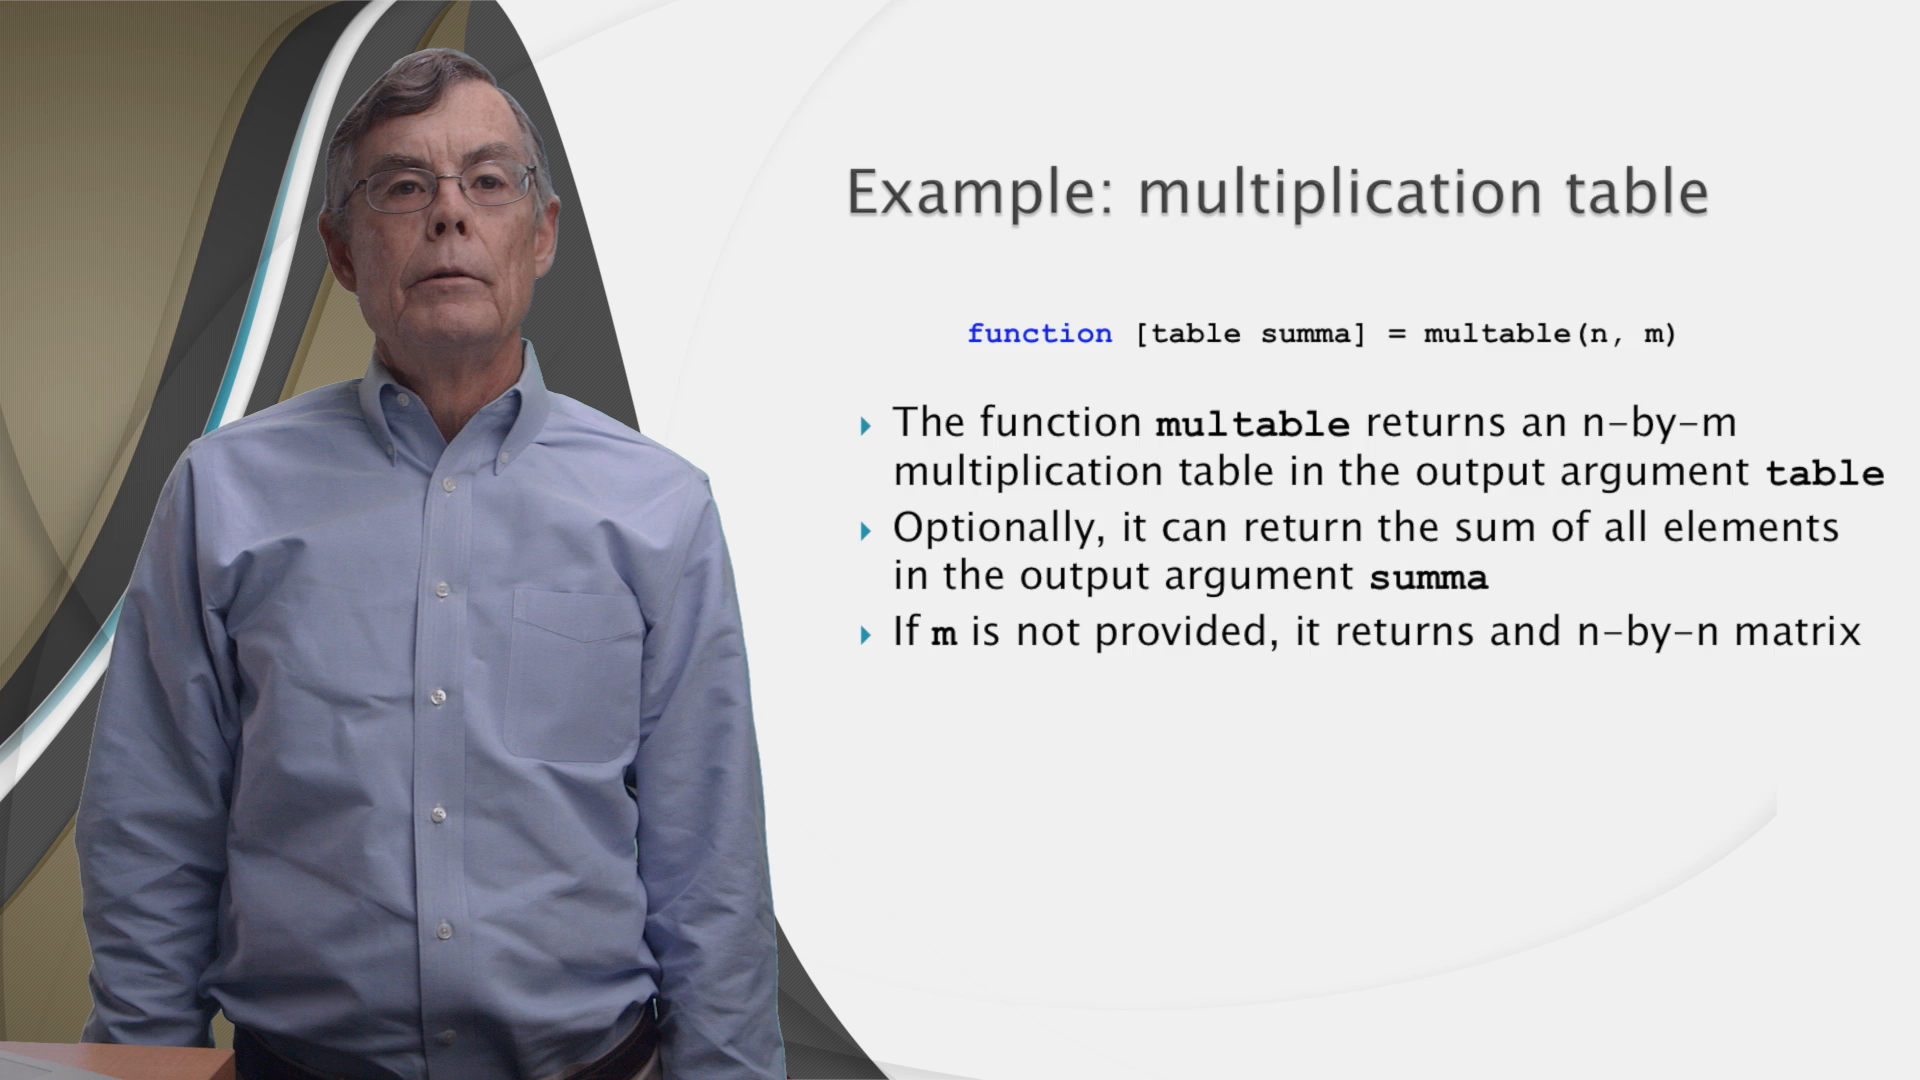 Example: multiplication table
function [table summa] = multable(n, m)
The function multable returns an n-by-m
multiplication table in the output argument table
Optionally, it can return the sum of all elements
in the output argument summa
If m is not provided, it returns and n-by-n matrix